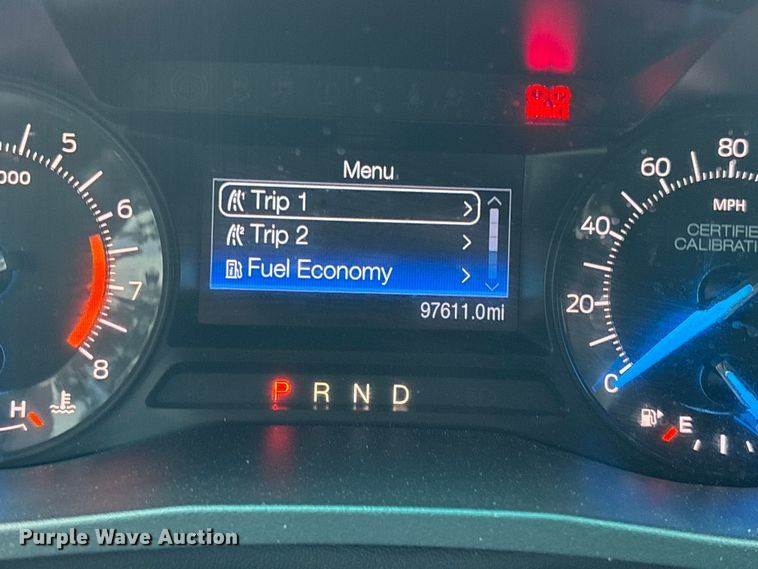 Menu
Trip 1
Trip 2
Fuel Economy
97611.0mi
P R N D
5
000
6
7
8
H
80
60
MPH
40
CERTIFIE
CALIBRATI
20
E
Purple Wave Auction